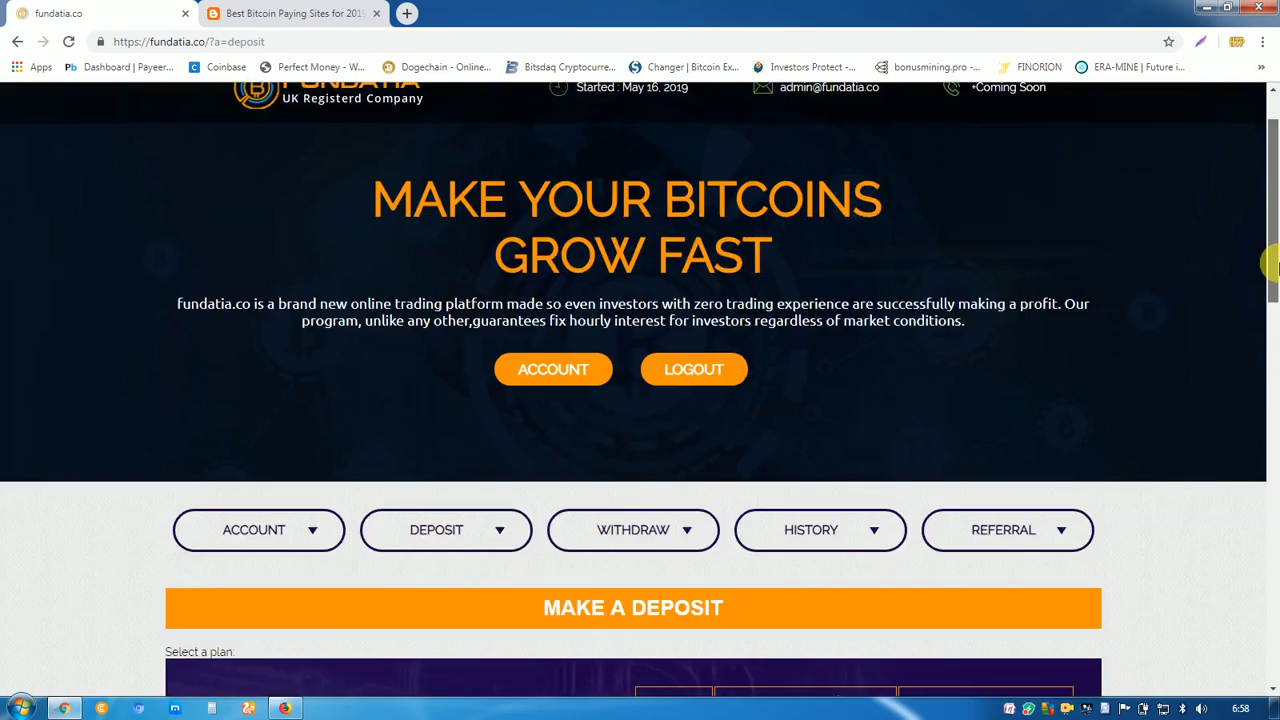 fundatia.co
Best Bitcoin Paying Sites for 2019
https://fundatia.co/?a=deposit
Apps
Dashboard | Payeer...
Coinbase
Perfect Money - W...
Dogechain - Online...
Bitsdaq Cryptocurre...
Changer | Bitcoin Ex...
Investors Protect -...
bonusmining.pro -...
FINORION
ERA-MINE | Future i...
»
FUNDATIA
UK Registerd Company
Started : May 16, 2019
admin@fundatia.co
+Coming Soon
MAKE YOUR BITCOINS
GROW FAST
fundatia.co is a brand new online trading platform made so even investors with zero trading experience are successfully making a profit. Our
program, unlike any other,guarantees fix hourly interest for investors regardless of market conditions.
ACCOUNT
LOGOUT
ACCOUNT
DEPOSIT
WITHDRAW
HISTORY
REFERRAL
MAKE A DEPOSIT
Select a plan:
6:58